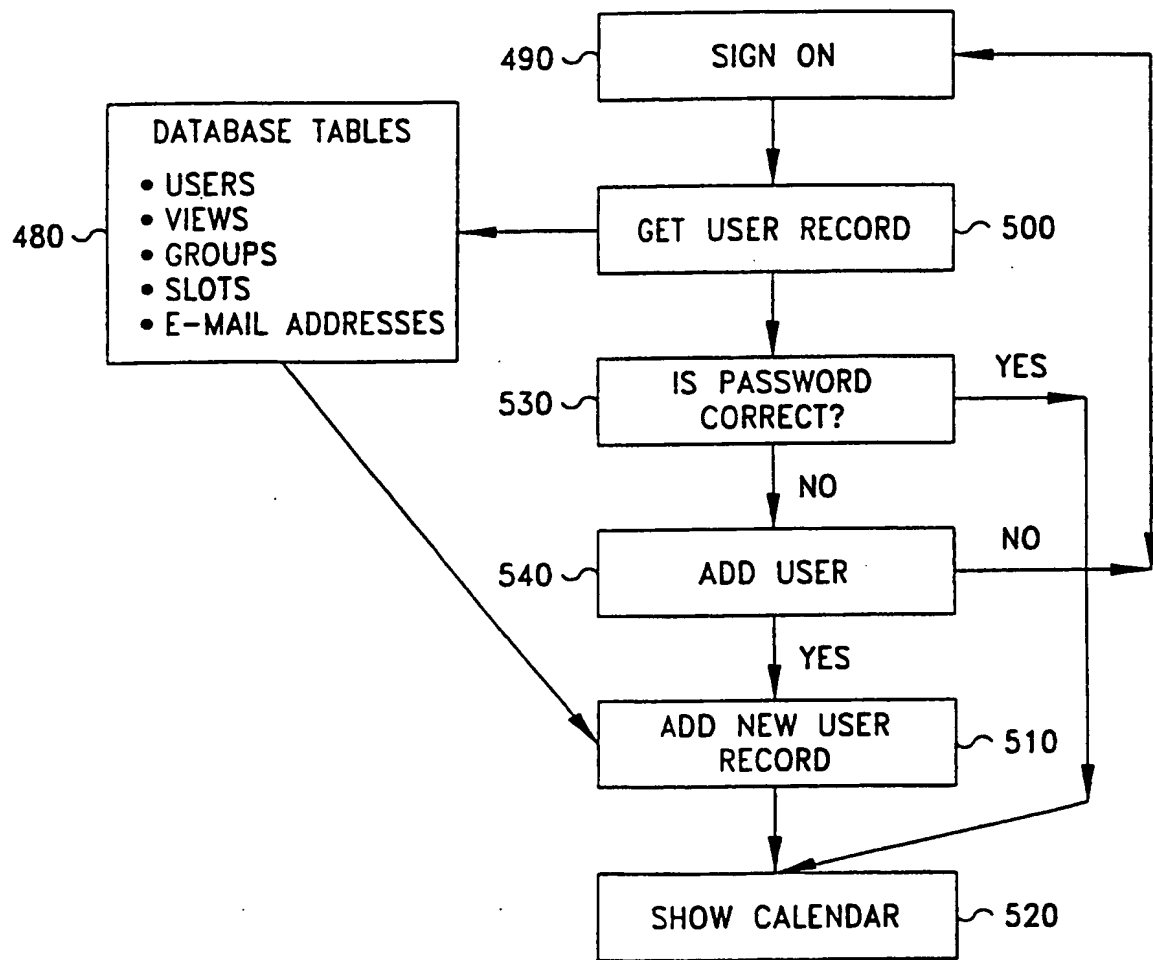 490
SIGN ON
DATABASE TABLES
• USERS
• VIEWS
• GROUPS
• SLOTS
• E-MAIL ADDRESSES
480
GET USER RECORD
500
530
IS PASSWORD
CORRECT?
YES
NO
540
ADD USER
NO
YES
ADD NEW USER
RECORD
510
SHOW CALENDAR
520